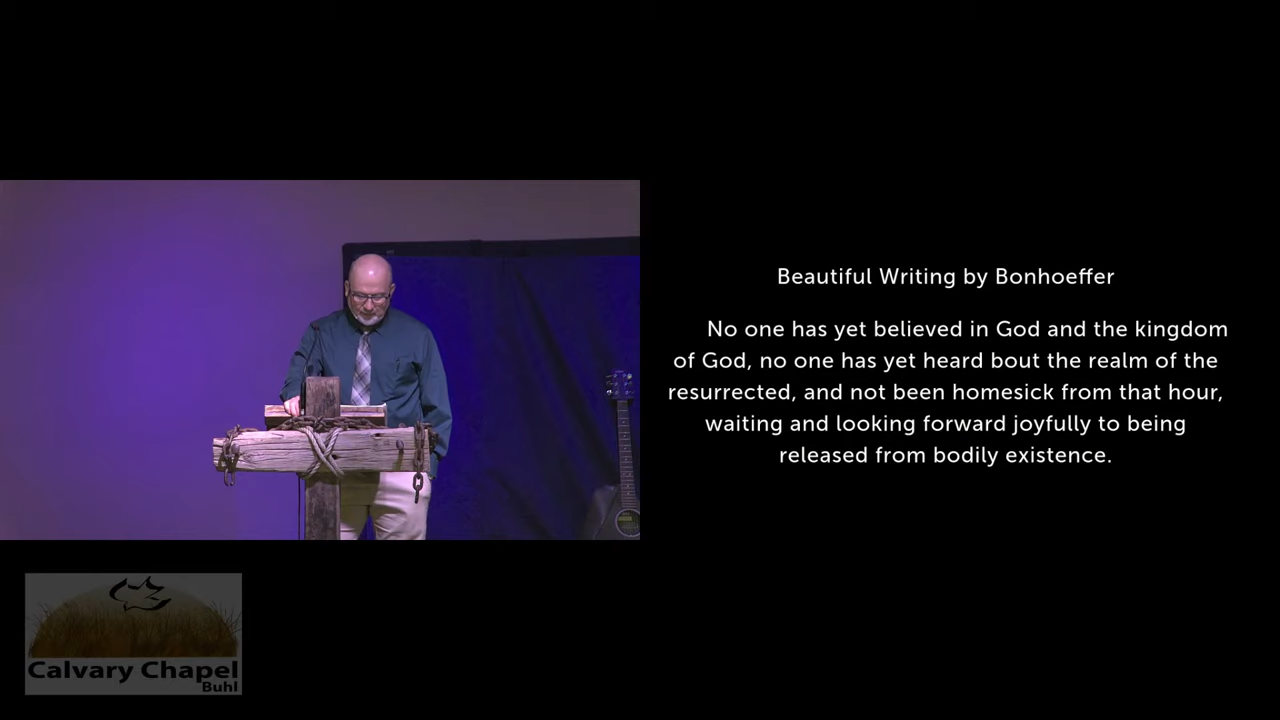 Beautiful Writing by Bonhoeffer
No one has yet believed in God and the kingdom
of God, no one has yet heard bout the realm of the
resurrected, and not been homesick from that hour,
waiting and looking forward joyfully to being
released from bodily existence.
Calvary Chapel
Buhl